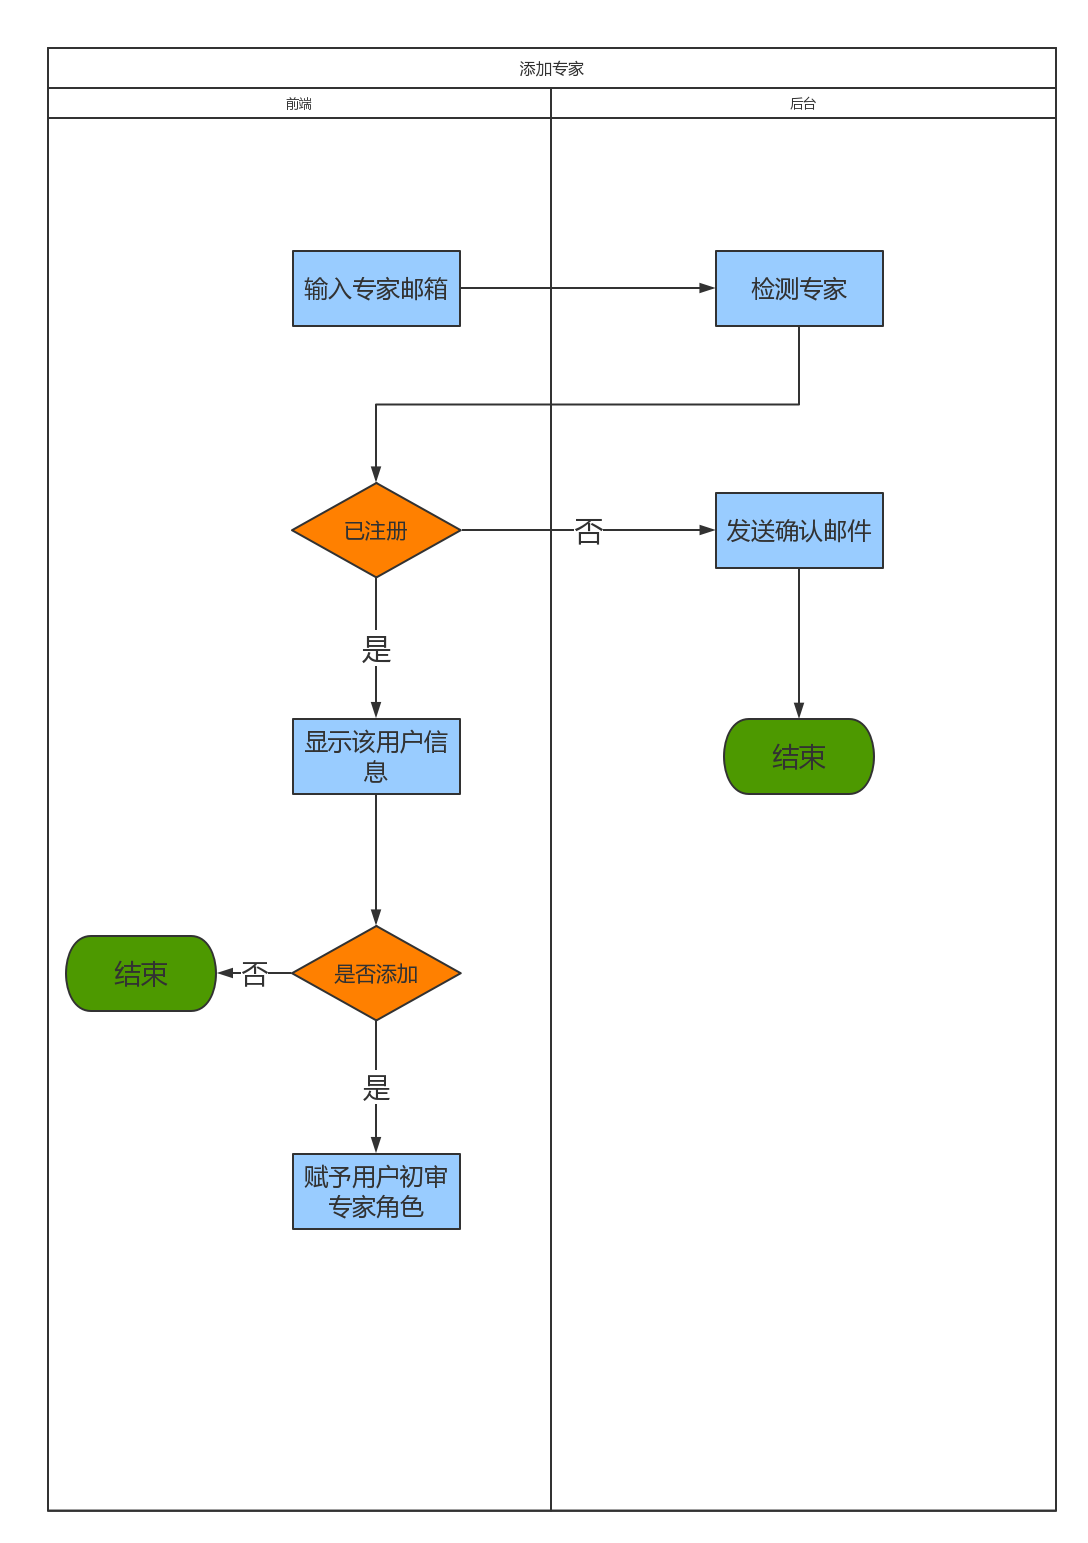 添加专家
前端
后台
输入专家邮箱
检测专家
已注册
否
发送确认邮件
是
显示该用户信
息
结束
结束
否
是否添加
是
赋予用户初审
专家角色